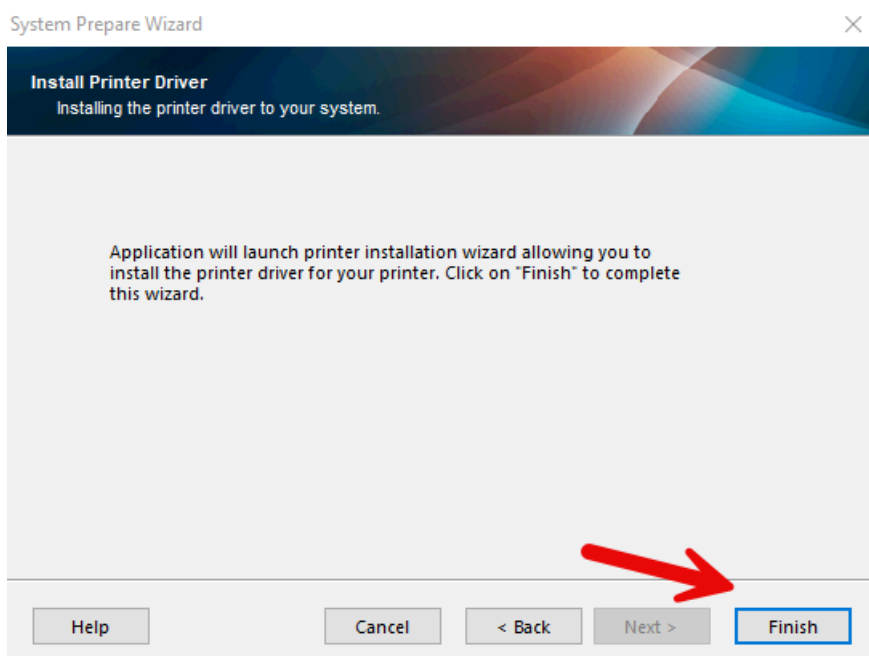 System Prepare Wizard
Install Printer Driver
Installing the printer driver to your system.
Application will launch printer installation wizard allowing you to
install the printer driver for your printer. Click on "Finish" to complete
this wizard.
Help
Cancel
< Back
Next >
Finish